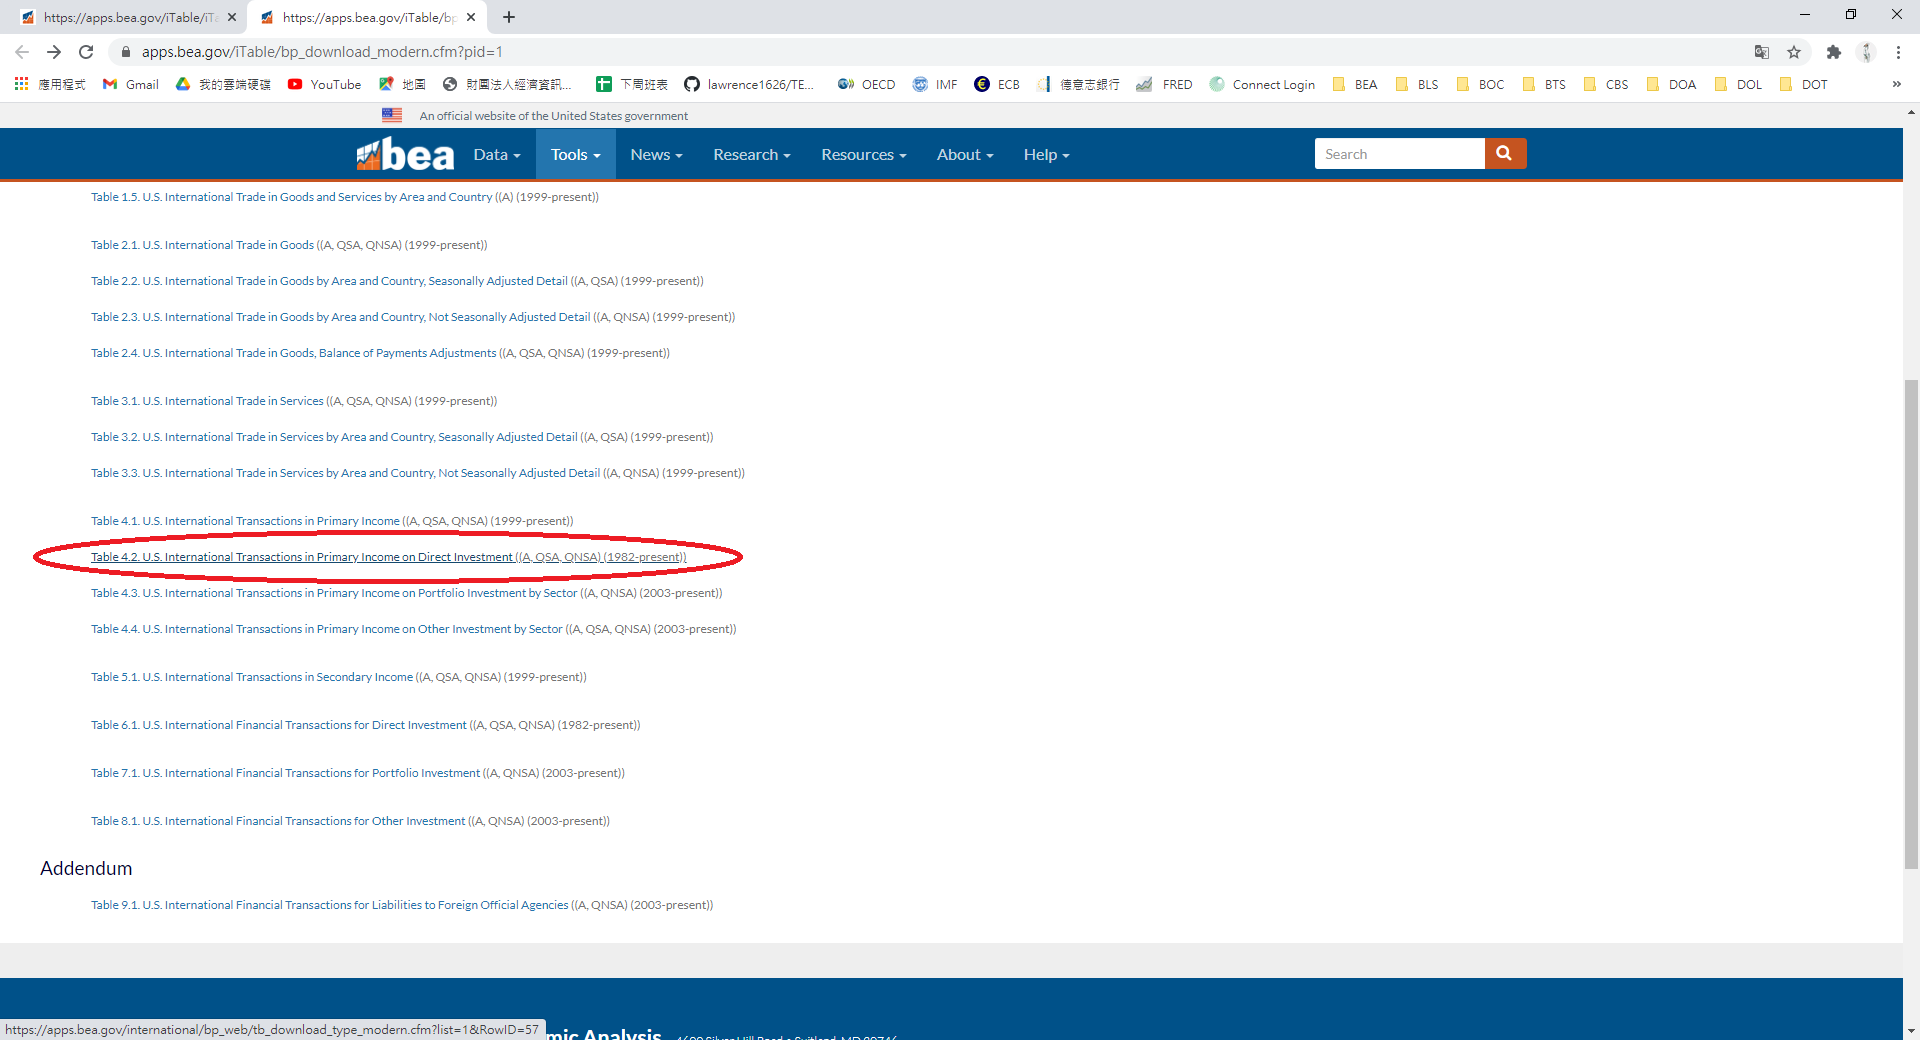 https://apps.bea.gov/iTable/iTa
https://apps.bea.gov/iTable/bp
apps.bea.gov/iTable/bp_download_modern.cfm?pid=1
應用程式 Gmail 我的雲端硬碟 YouTube 地圖 財團法人經濟資訊... 下周班表 lawrence1626/TE... OECD IMF ECB 德意志銀行 FRED Connect Login BEA BLS BOC BTS CBS DOA DOL DOT »
An official website of the United States government
bea Data Tools News Research Resources About Help Search
Table 1.5. U.S. International Trade in Goods and Services by Area and Country ((A) (1999-present))
Table 2.1. U.S. International Trade in Goods ((A, QSA, QNSA) (1999-present))
Table 2.2. U.S. International Trade in Goods by Area and Country, Seasonally Adjusted Detail ((A, QSA) (1999-present))
Table 2.3. U.S. International Trade in Goods by Area and Country, Not Seasonally Adjusted Detail ((A, QNSA) (1999-present))
Table 2.4. U.S. International Trade in Goods, Balance of Payments Adjustments ((A, QSA, QNSA) (1999-present))
Table 3.1. U.S. International Trade in Services ((A, QSA, QNSA) (1999-present))
Table 3.2. U.S. International Trade in Services by Area and Country, Seasonally Adjusted Detail ((A, QSA) (1999-present))
Table 3.3. U.S. International Trade in Services by Area and Country, Not Seasonally Adjusted Detail ((A, QNSA) (1999-present))
Table 4.1. U.S. International Transactions in Primary Income ((A, QSA, QNSA) (1999-present))
Table 4.2. U.S. International Transactions in Primary Income on Direct Investment ((A, QSA, QNSA) (1982-present))
Table 4.3. U.S. International Transactions in Primary Income on Portfolio Investment by Sector ((A, QNSA) (2003-present))
Table 4.4. U.S. International Transactions in Primary Income on Other Investment by Sector ((A, QSA, QNSA) (2003-present))
Table 5.1. U.S. International Transactions in Secondary Income ((A, QSA, QNSA) (1999-present))
Table 6.1. U.S. International Financial Transactions for Direct Investment ((A, QSA, QNSA) (1982-present))
Table 7.1. U.S. International Financial Transactions for Portfolio Investment ((A, QNSA) (2003-present))
Table 8.1. U.S. International Financial Transactions for Other Investment ((A, QNSA) (2003-present))
Addendum
Table 9.1. U.S. International Financial Transactions for Liabilities to Foreign Official Agencies ((A, QNSA) (2003-present))
https://apps.bea.gov/international/bp_web/tb_download_type_modern.cfm?list=1&RowID=57
mic Analysis 4600 Silver Hill Road • Suitland, MD 20746